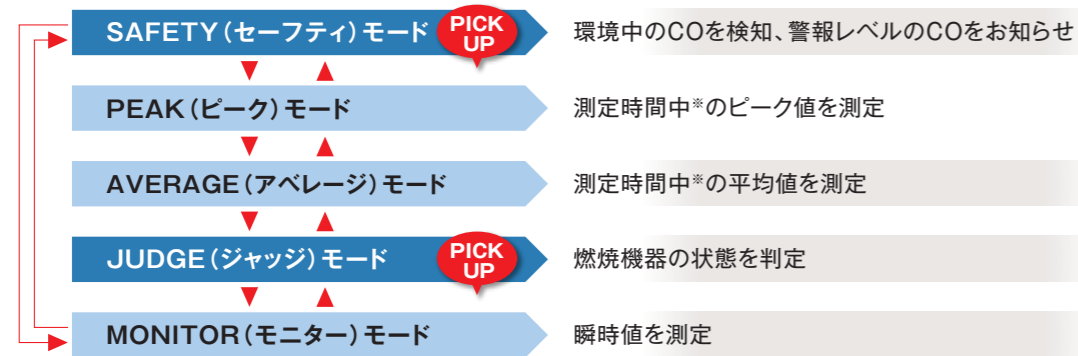 SAFETY（セーフティ）モード PICK UP 環境中のCOを検知、警報レベルのCOをお知らせ
PEAK（ピーク）モード 測定時間中※のピーク値を測定
AVERAGE（アベレージ）モード 測定時間中※の平均値を測定
JUDGE（ジャッジ）モード PICK UP 燃焼機器の状態を判定
MONITOR（モニター）モード 瞬時値を測定